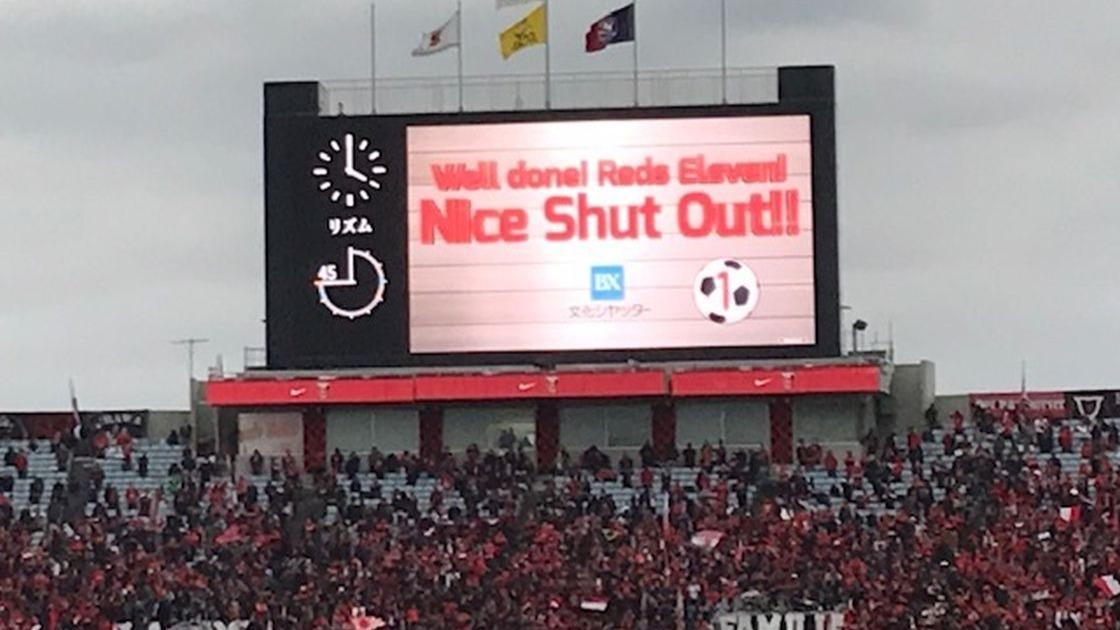 Well done! Reds Eleven!
Nice Shut Out!!
リズム
45
BX
1
文化シヤッター
FAMILIE